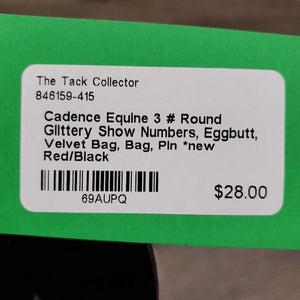 The Tack Collector
846159-415
Cadence Equine 3 # Round
Glittery Show Numbers, Eggbutt,
Velvet Bag, Bag, Pin *new
Red/Black
69AUPQ
$28.00